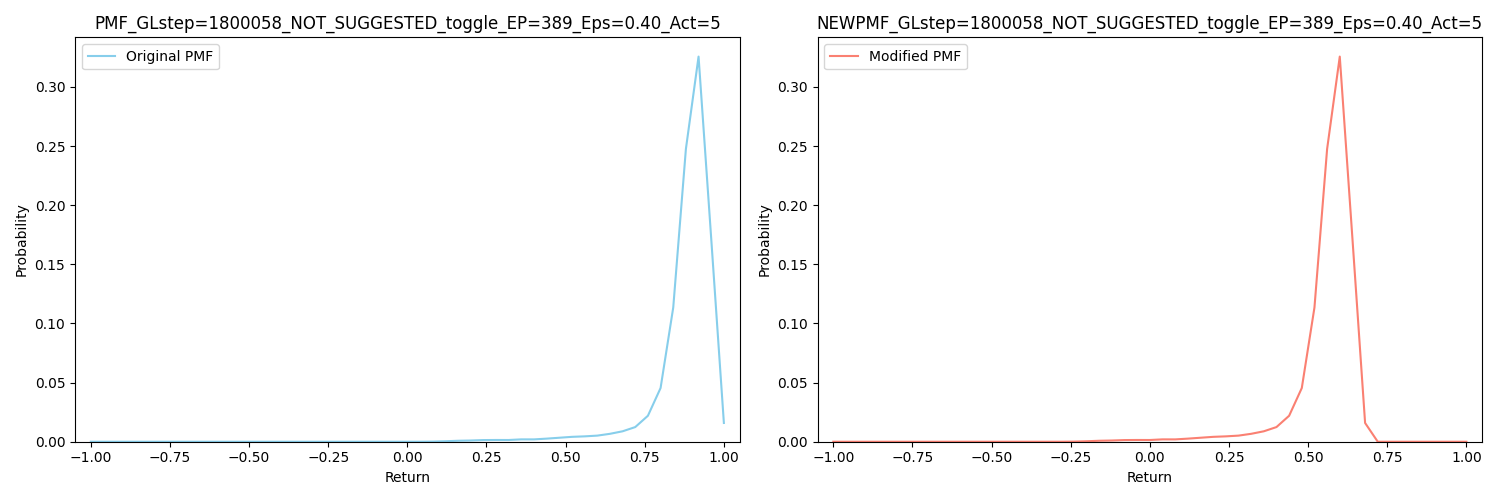 PMF_GLstep=1800058_NOT_SUGGESTED_toggle_EP=389_Eps=0.40_Act=5
Original PMF
Probability
0.30
0.25
0.20
0.15
0.10
0.05
0.00
−1.00 −0.75 −0.50 −0.25 0.00 0.25 0.50 0.75 1.00
Return
NEWPMF_GLstep=1800058_NOT_SUGGESTED_toggle_EP=389_Eps=0.40_Act=5
Modified PMF
Probability
0.30
0.25
0.20
0.15
0.10
0.05
0.00
−1.00 −0.75 −0.50 −0.25 0.00 0.25 0.50 0.75 1.00
Return